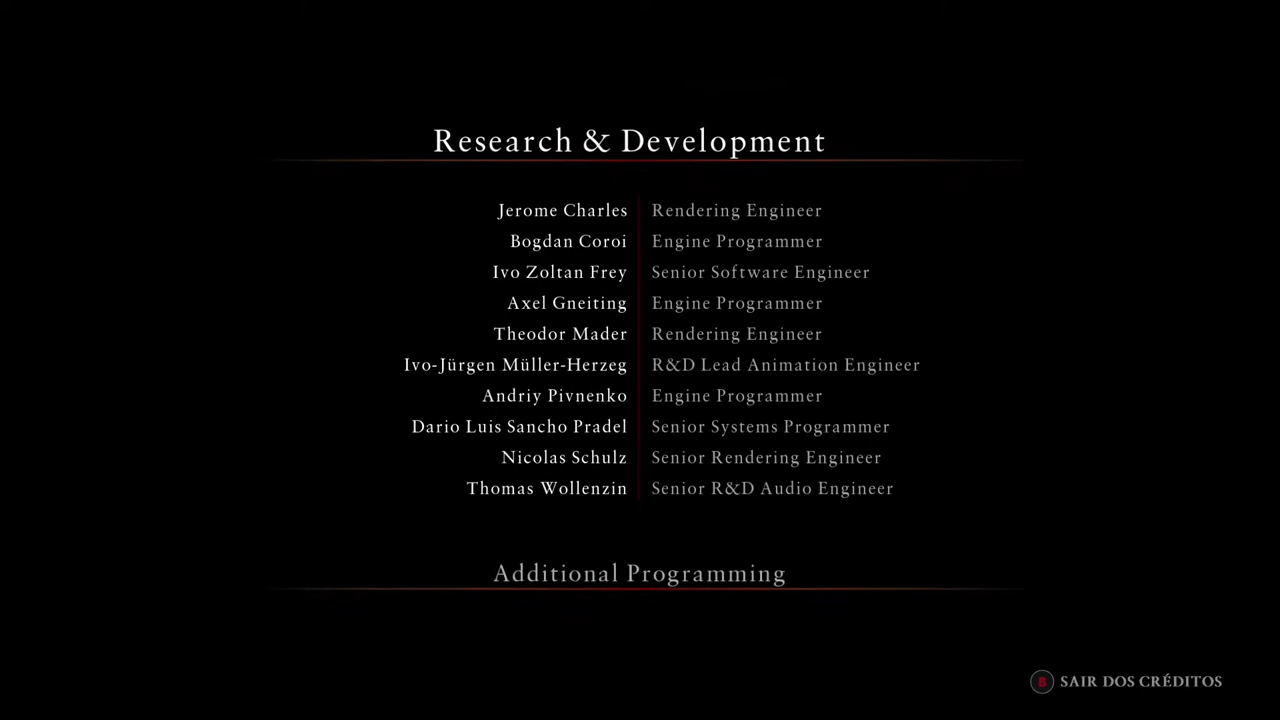 Research & Development
Jerome Charles Rendering Engineer
Bogdan Coroi Engine Programmer
Ivo Zoltan Frey Senior Software Engineer
Axel Gneiting Engine Programmer
Theodor Mader Rendering Engineer
Ivo-Jürgen Müller-Herzeg R&D Lead Animation Engineer
Andriy Pivnenko Engine Programmer
Dario Luis Sancho Pradel Senior Systems Programmer
Nicolas Schulz Senior Rendering Engineer
Thomas Wollenzin Senior R&D Audio Engineer
Additional Programming
B SAIR DOS CRÉDITOS